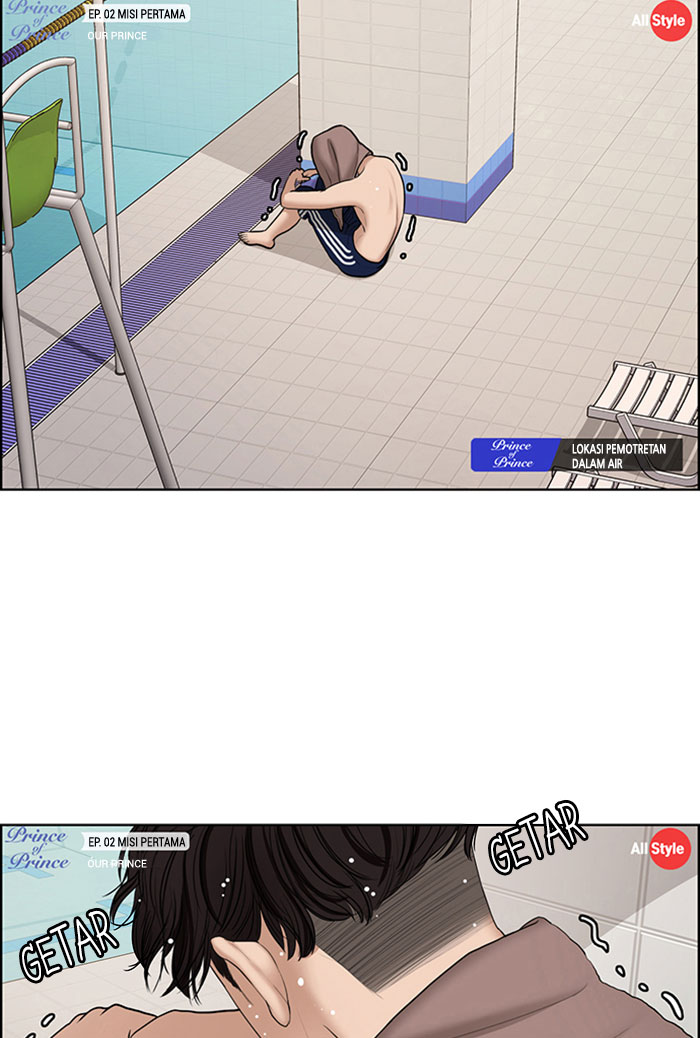 Prince
of
Prince
EP. 02 MISI PERTAMA
OUR PRINCE
All Style
Prince
of
Prince
LOKASI PEMOTRETAN
DALAM AIR
Prince
of
Prince
EP. 02 MISI PERTAMA
OUR PRINCE
All Style
GETAR
GETAR